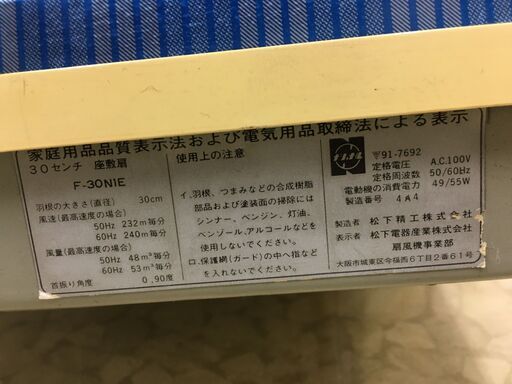 家庭用品品質表示法および電気用品取締法による表示
30センチ 座敷扇
F-30N1E
羽根の大きさ(直径) 30cm
風速(最高速度の場合)
50Hz 232m毎分
60Hz 240m毎分
風量(最高速度の場合)
50Hz 48m³毎分
60Hz 53m³毎分
首振り角度 0,90度
使用上の注意
イ.羽根、つまみなどの合成樹脂
部品および塗装面の掃除には
シンナー、ベンジン、灯油、
ベンゾール、アルコールなどを
使用しないでください。
ロ.保護網(ガード)の中へ指など
を入れないでください。
ナショナル
〒91-7692
定格電圧 A.C.100V
定格周波数 50/60Hz
電動機の消費電力 49/55W
製造番号 4A4
製造者 松下精工株式会社
表示者 松下電器産業株式会社
扇風機事業部
大阪市城東区今福西6丁目2番61号